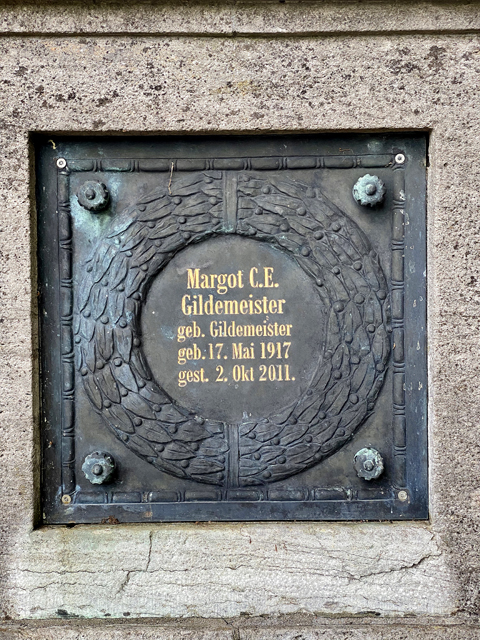 Margot C.E.
Gildemeister
geb. Gildemeister
geb. 17. Mai 1917
gest. 2. Okt 2011.